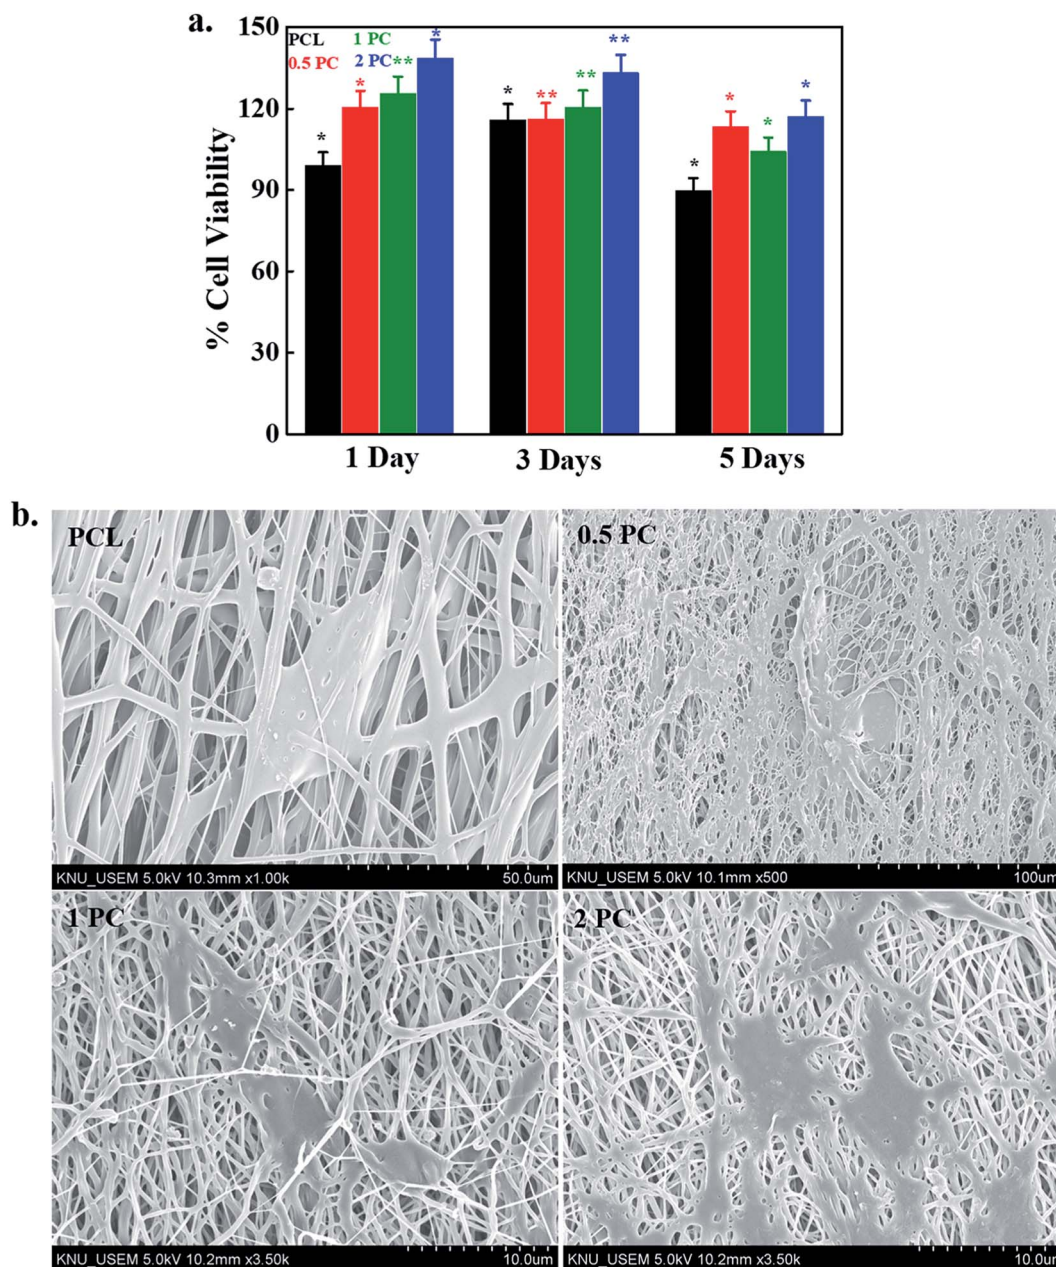 a.
150
PCL 1 PC
0.5 PC 2 PC
* * ** *
* ** ** **
* * * *
120
90
60
30
0
% Cell Viability
1 Day 3 Days 5 Days
b.
PCL
KNU_USEM 5.0kV 10.3mm x1.00k 50.0um
0.5 PC
KNU_USEM 5.0kV 10.1mm x500 100um
1 PC
KNU_USEM 5.0kV 10.2mm x3.50k 10.0um
2 PC
KNU_USEM 5.0kV 10.2mm x3.50k 10.0um